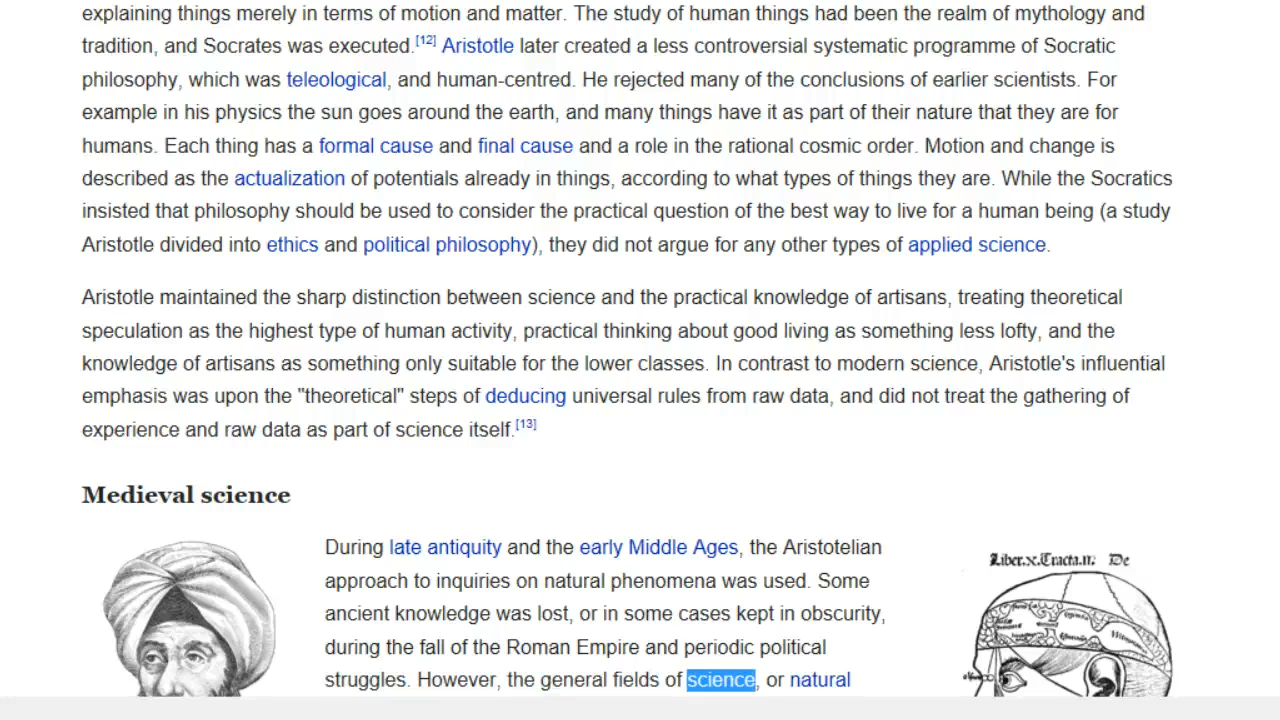 explaining things merely in terms of motion and matter. The study of human things had been the realm of mythology and
tradition, and Socrates was executed.[12] Aristotle later created a less controversial systematic programme of Socratic
philosophy, which was teleological, and human-centred. He rejected many of the conclusions of earlier scientists. For
example in his physics the sun goes around the earth, and many things have it as part of their nature that they are for
humans. Each thing has a formal cause and final cause and a role in the rational cosmic order. Motion and change is
described as the actualization of potentials already in things, according to what types of things they are. While the Socratics
insisted that philosophy should be used to consider the practical question of the best way to live for a human being (a study
Aristotle divided into ethics and political philosophy), they did not argue for any other types of applied science.
Aristotle maintained the sharp distinction between science and the practical knowledge of artisans, treating theoretical
speculation as the highest type of human activity, practical thinking about good living as something less lofty, and the
knowledge of artisans as something only suitable for the lower classes. In contrast to modern science, Aristotle's influential
emphasis was upon the "theoretical" steps of deducing universal rules from raw data, and did not treat the gathering of
experience and raw data as part of science itself.[13]
Medieval science
During late antiquity and the early Middle Ages, the Aristotelian
approach to inquiries on natural phenomena was used. Some
ancient knowledge was lost, or in some cases kept in obscurity,
during the fall of the Roman Empire and periodic political
struggles. However, the general fields of science, or natural
Liber.x.Tracta.ii: De